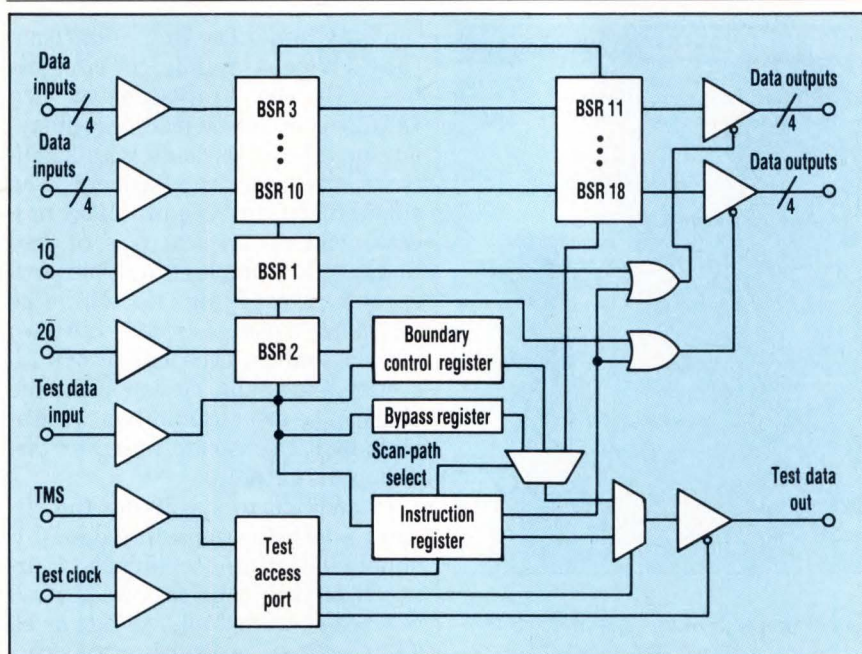 Data
inputs
4
BSR 3
BSR 10
BSR 11
BSR 18
Data outputs
4
Data
inputs
4
Data outputs
4
1Q̅
BSR 1
2Q̅
BSR 2
Boundary
control register
Test data
input
Bypass register
Scan-path
select
TMS
Test
access
port
Instruction
register
Test data
out
Test clock